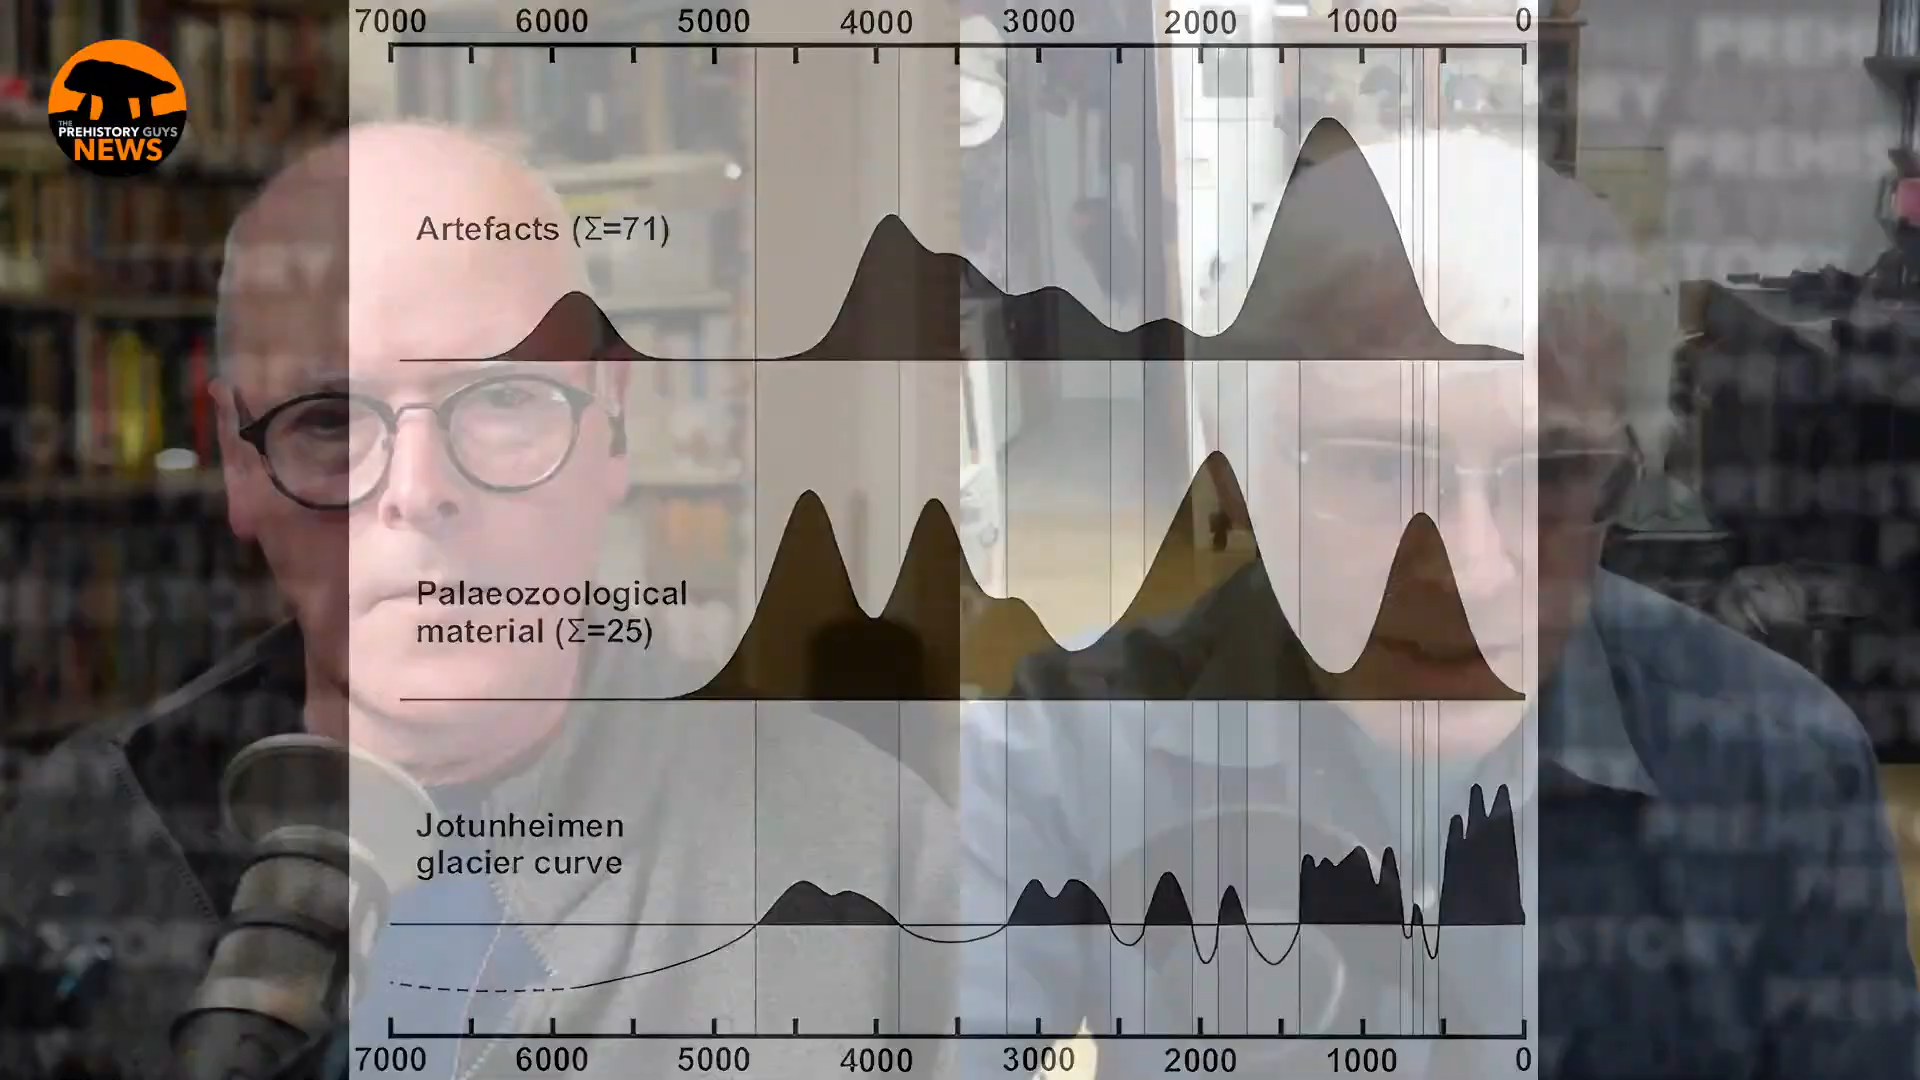 7000 6000 5000 4000 3000 2000 1000 0
THE
PREHISTORY GUYS
NEWS
Artefacts (Σ=71)
Palaeozoological
material (Σ=25)
Jotunheimen
glacier curve
STORY
7000 6000 5000 4000 3000 2000 1000 0